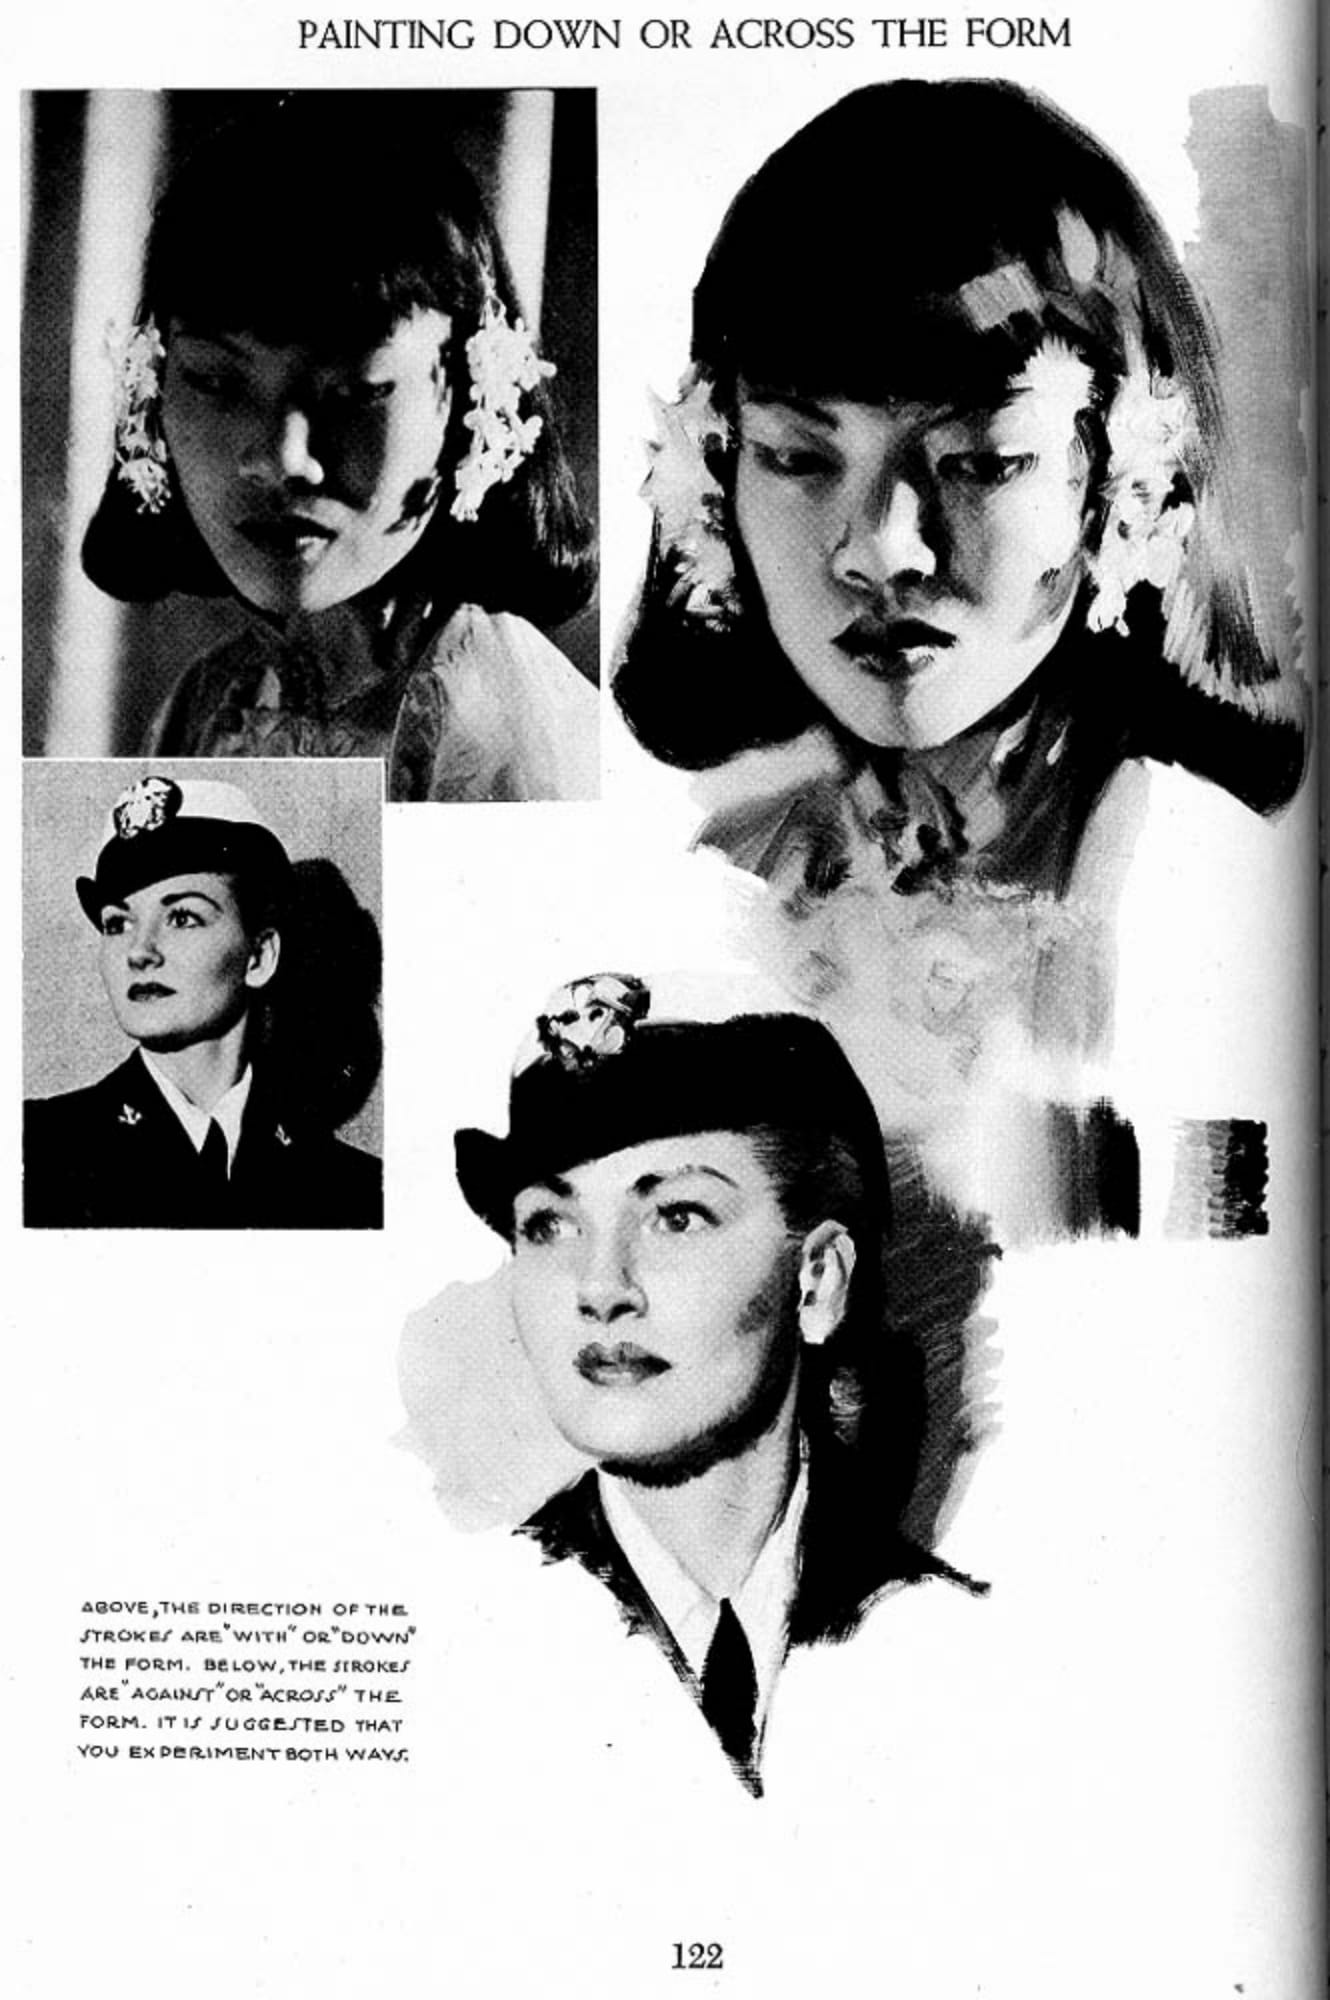 PAINTING DOWN OR ACROSS THE FORM
ABOVE, THE DIRECTION OF THE
STROKES ARE "WITH" OR "DOWN"
THE FORM. BELOW, THE STROKES
ARE "AGAINST" OR "ACROSS" THE
FORM. IT IS SUGGESTED THAT
YOU EXPERIMENT BOTH WAYS.
122